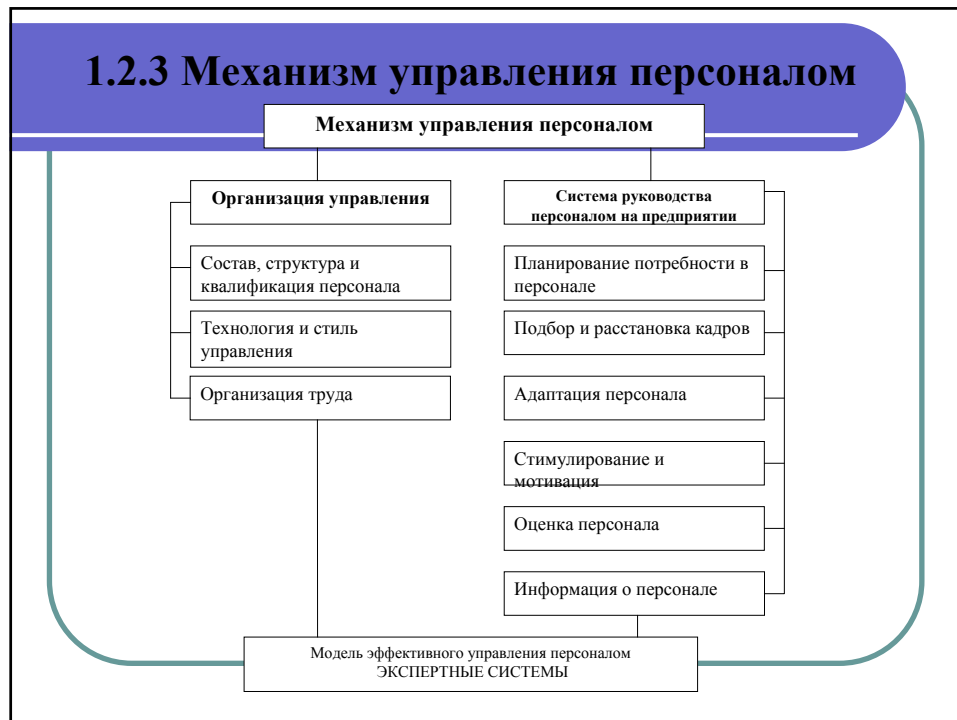 1.2.3 Механизм управления персоналом
Механизм управления персоналом
Организация управления
Состав, структура и
квалификация персонала
Технология и стиль
управления
Организация труда
Система руководства
персоналом на предприятии
Планирование потребности в
персонале
Подбор и расстановка кадров
Адаптация персонала
Стимулирование и
мотивация
Оценка персонала
Информация о персонале
Модель эффективного управления персоналом
ЭКСПЕРТНЫЕ СИСТЕМЫ